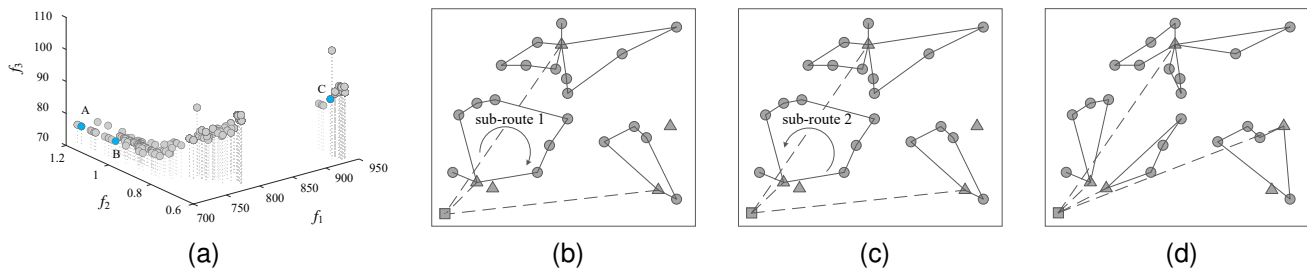 110
100
90
80
70
f3
A
B
C
1.2
1
0.8
0.6
f2
700
750
800
850
900
950
f1
(a)
sub-route 1
(b)
sub-route 2
(c)
(d)